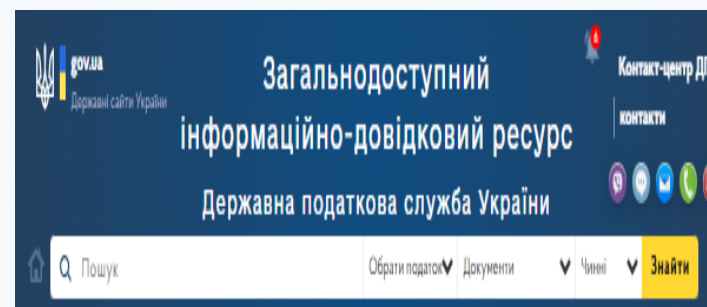 gov.ua
Державні сайти України
Загальнодоступний
інформаційно-довідковий ресурс
Державна податкова служба України
6
Контакт-центр ДП
контакти
Пошук
Обрати податок
Документи
Чинні
Знайти